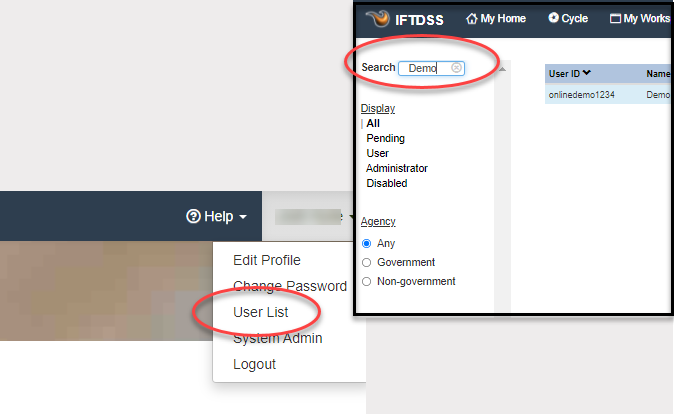 IFTDSS My Home Cycle My Works
Search Demo
User ID Name
onlinedemo1234 Demo
Display
All
Pending
User
Administrator
Disabled
Agency
Any
Government
Non-government
Help
Edit Profile
Change Password
User List
System Admin
Logout